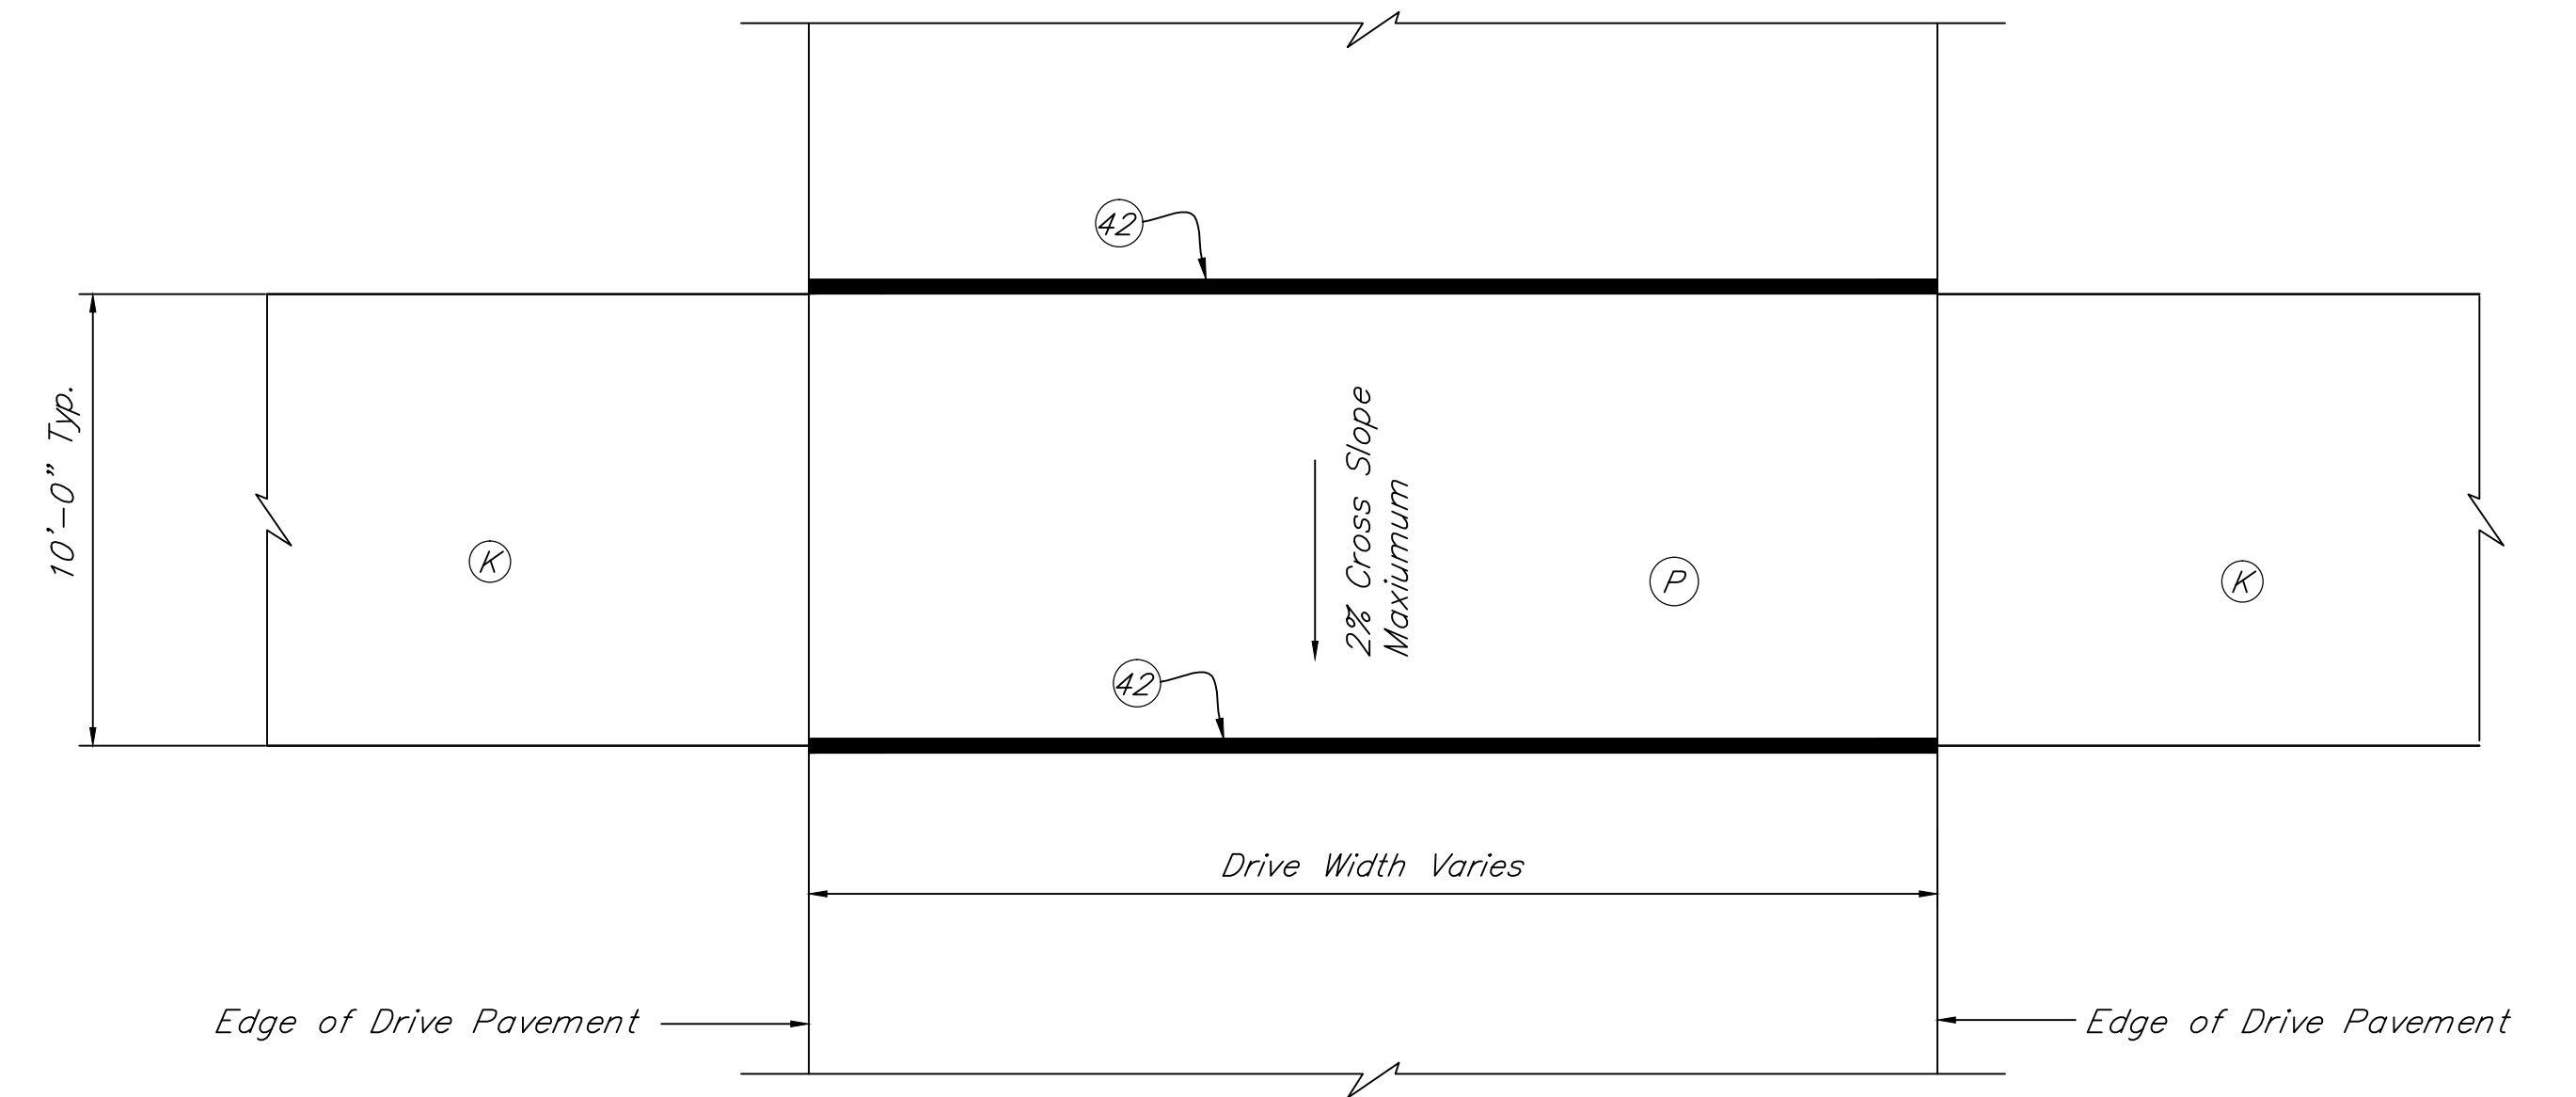 42
10'-0" Typ.
2% Cross Slope
Maxiumum
K
P
K
42
Drive Width Varies
Edge of Drive Pavement
Edge of Drive Pavement